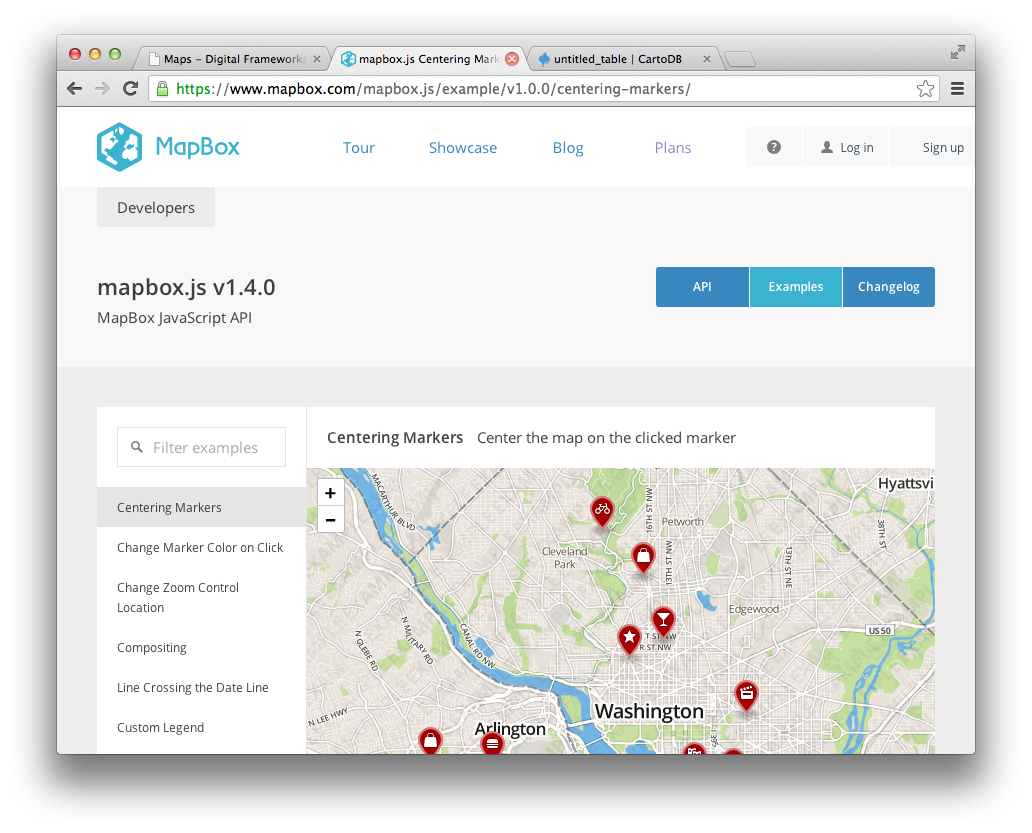 Maps – Digital Frameworks
mapbox.js Centering Mark
untitled_table | CartoDB
https://www.mapbox.com/mapbox.js/example/v1.0.0/centering-markers/
MapBox
Tour
Showcase
Blog
Plans
?
Log in
Sign up
Developers
mapbox.js v1.4.0
MapBox JavaScript API
API
Examples
Changelog
Filter examples
Centering Markers
Change Marker Color on Click
Change Zoom Control
Location
Compositing
Line Crossing the Date Line
Custom Legend
Centering Markers Center the map on the clicked marker
+
−
MACARTHUR BLVD
Hyattsvi
16TH ST NW
Petworth
38TH ST
Cleveland
Park
13TH ST NW
13TH ST NE
Edgewood
US 50
T ST NW
R ST NW
N GLEBE RD
N MILITARY RD
CANAL RD NW
N LEE HWY
Washington
Arlington